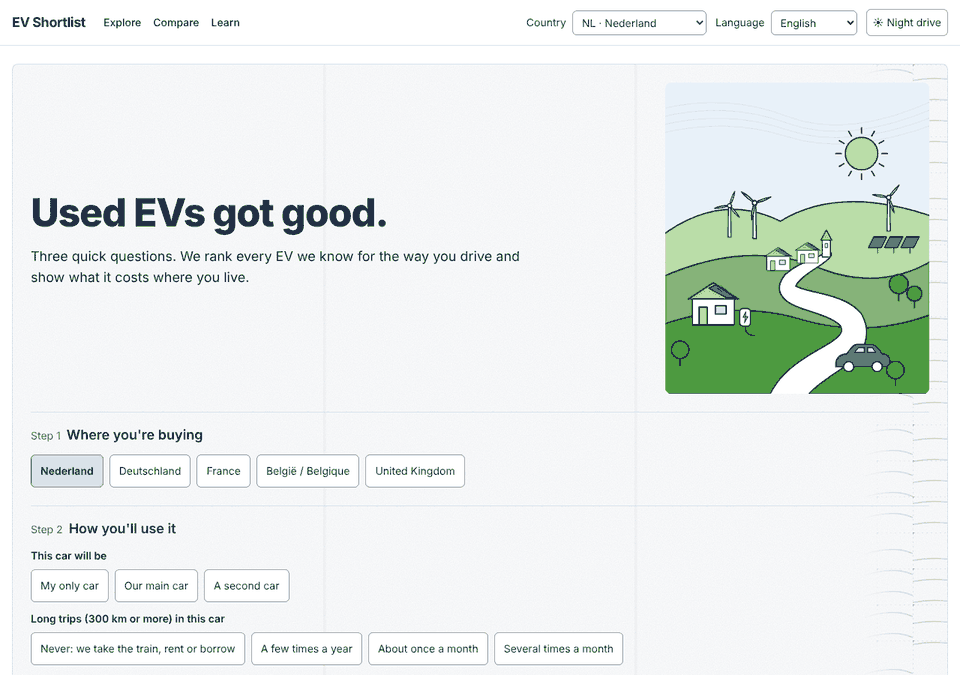 EV Shortlist Explore Compare Learn Country NL · Nederland Language English Night drive
Used EVs got good.
Three quick questions. We rank every EV we know for the way you drive and
show what it costs where you live.
Step 1 Where you're buying
Nederland Deutschland France België / Belgique United Kingdom
Step 2 How you'll use it
This car will be
My only car Our main car A second car
Long trips (300 km or more) in this car
Never: we take the train, rent or borrow A few times a year About once a month Several times a month